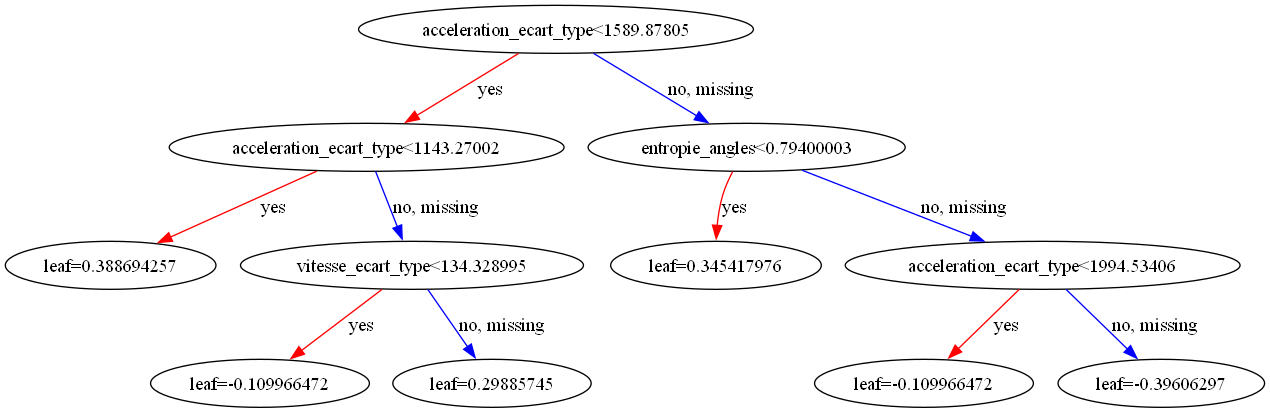 acceleration_ecart_type<1589.87805
yes
no, missing
acceleration_ecart_type<1143.27002
entropie_angles<0.79400003
yes
no, missing
yes
no, missing
leaf=0.388694257
vitesse_ecart_type<134.328995
leaf=0.345417976
acceleration_ecart_type<1994.53406
yes
no, missing
yes
no, missing
leaf=-0.109966472
leaf=0.29885745
leaf=-0.109966472
leaf=-0.39606297